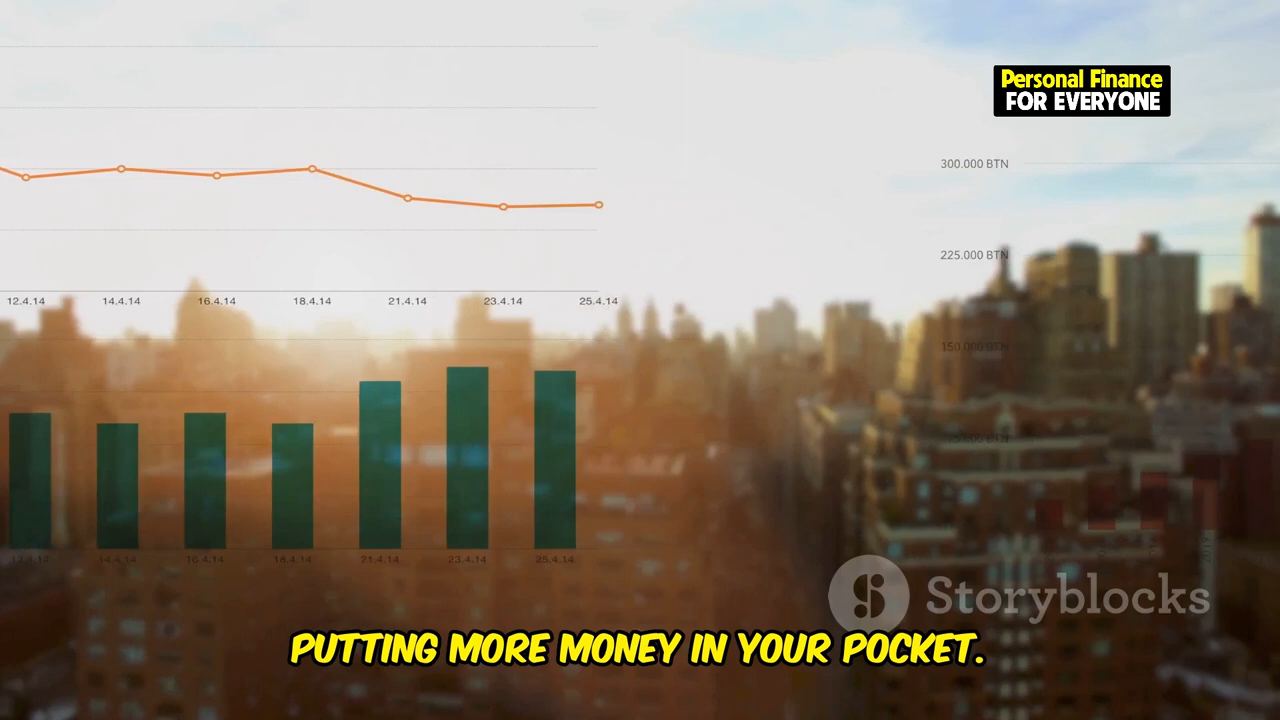 Personal Finance
FOR EVERYONE
300.000 BTN
225.000 BTN
150.000 BTN
12.4.14 14.4.14 16.4.14 18.4.14 21.4.14 23.4.14 25.4.14
12.4.14 14.4.14 16.4.14 18.4.14 21.4.14 23.4.14 25.4.14
Storyblocks
PUTTING MORE MONEY IN YOUR POCKET.